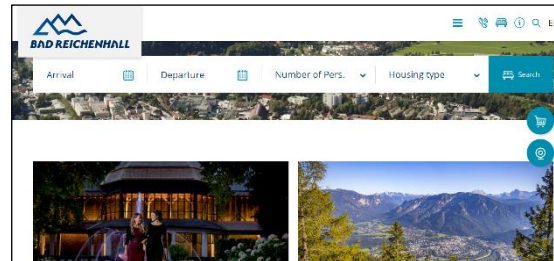 E
BAD REICHENHALL
Arrival Departure Number of Pers. Housing type Search